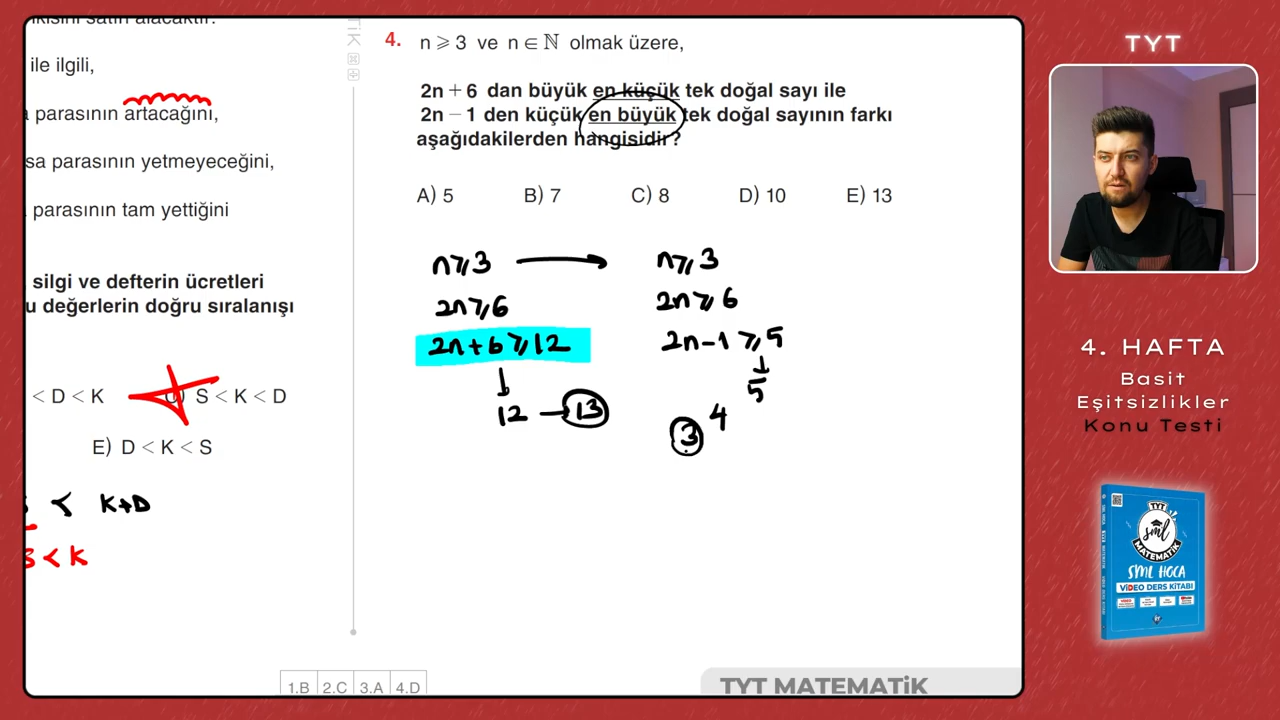 ile ilgili,
parasının artacağını,
sa parasının yetmeyeceğini,
parasının tam yettiğini
silgi ve defterin ücretleri
u değerlerin doğru sıralanışı
< D < K
C) S < K < D
E) D < K < S
< K+D
S < K
1.B 2.C 3.A 4.D
4. n ⩾ 3 ve n ∈ ℕ olmak üzere,
2n + 6 dan büyük en küçük tek doğal sayı ile
2n − 1 den küçük en büyük tek doğal sayının farkı
aşağıdakilerden hangisidir?
A) 5 B) 7 C) 8 D) 10 E) 13
n⩾3 n⩾3
2n⩾6 2n⩾6
2n+6⩾12 2n-1⩾5
5
12 — 13 4
3
TYT MATEMATİK
TYT
4. HAFTA
Basit
Eşitsizlikler
Konu Testi
TYT
sml
MATEMATİK
SML HOCA
VİDEO DERS KİTABI